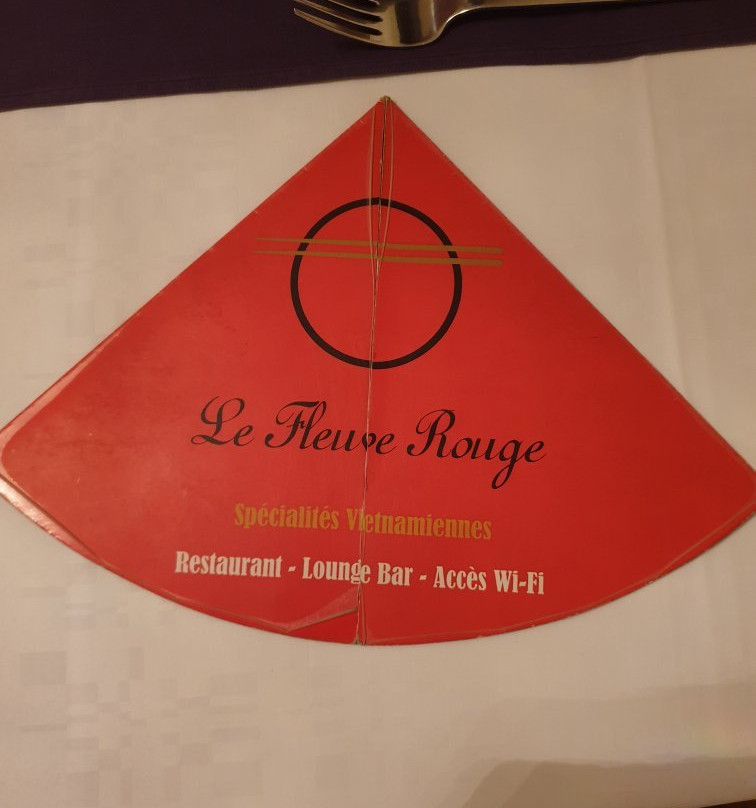 Le Fleuve Rouge
Spécialités Vietnamiennes
Restaurant - Lounge Bar - Accès Wi-Fi